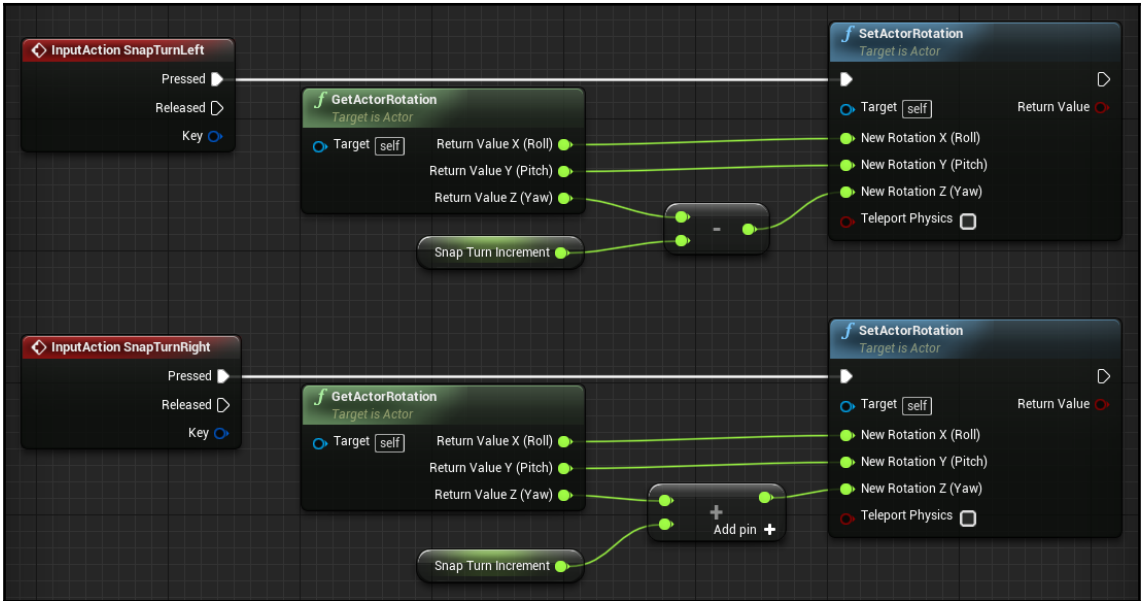 InputAction SnapTurnLeft
Pressed
Released
Key
f GetActorRotation
Target is Actor
Target self
Return Value X (Roll)
Return Value Y (Pitch)
Return Value Z (Yaw)
Snap Turn Increment
-
f SetActorRotation
Target is Actor
Target self
Return Value
New Rotation X (Roll)
New Rotation Y (Pitch)
New Rotation Z (Yaw)
Teleport Physics
InputAction SnapTurnRight
Pressed
Released
Key
f GetActorRotation
Target is Actor
Target self
Return Value X (Roll)
Return Value Y (Pitch)
Return Value Z (Yaw)
Snap Turn Increment
+
Add pin +
f SetActorRotation
Target is Actor
Target self
Return Value
New Rotation X (Roll)
New Rotation Y (Pitch)
New Rotation Z (Yaw)
Teleport Physics